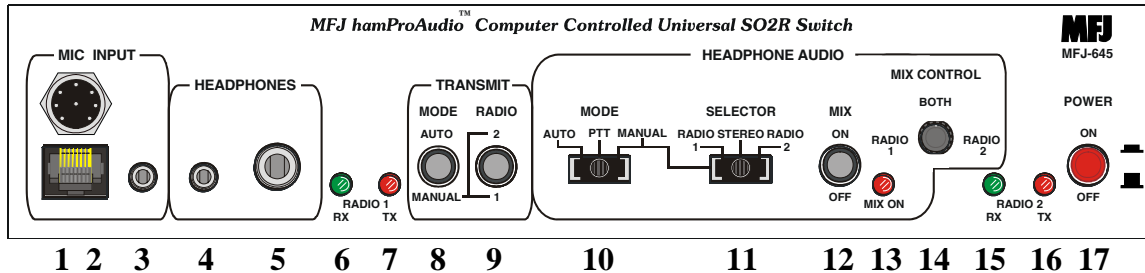 MFJ hamProAudio™ Computer Controlled Universal SO2R Switch
MFJ
MFJ-645
MIC INPUT
HEADPHONES
RADIO 1
RX TX
TRANSMIT
MODE RADIO
AUTO 2
MANUAL 1
HEADPHONE AUDIO
MODE
AUTO PTT MANUAL
SELECTOR
RADIO 1 STEREO RADIO 2
MIX
ON
OFF
MIX ON
MIX CONTROL
BOTH
RADIO 1
RADIO 2
RADIO 2
RX TX
POWER
ON
OFF
1 2 3 4 5 6 7 8 9 10 11 12 13 14 15 16 17